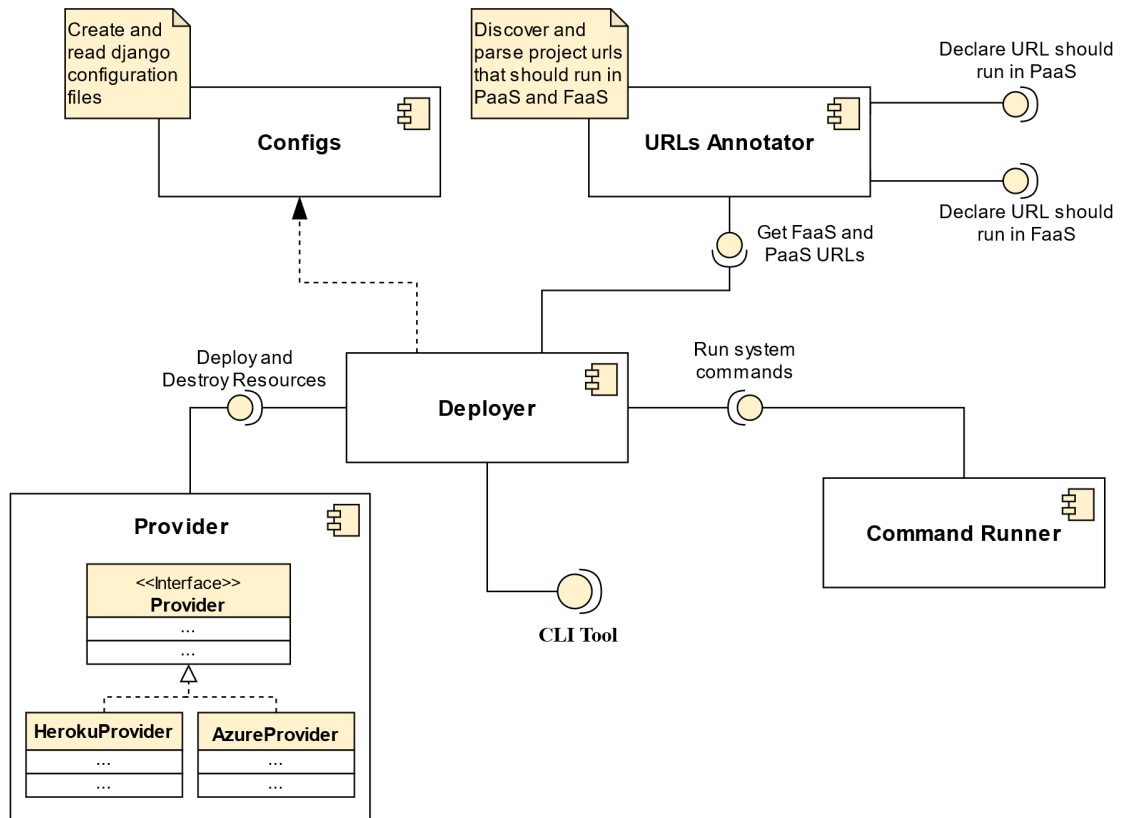 Create and
read django
configuration
files
Configs
Discover and
parse project urls
that should run in
PaaS and FaaS
URLs Annotator
Declare URL should
run in PaaS
Declare URL should
run in FaaS
Get FaaS and
PaaS URLs
Deploy and
Destroy Resources
Deployer
Run system
commands
Command Runner
Provider
<<Interface>>
Provider
...
...
HerokuProvider
...
...
AzureProvider
...
...
CLI Tool